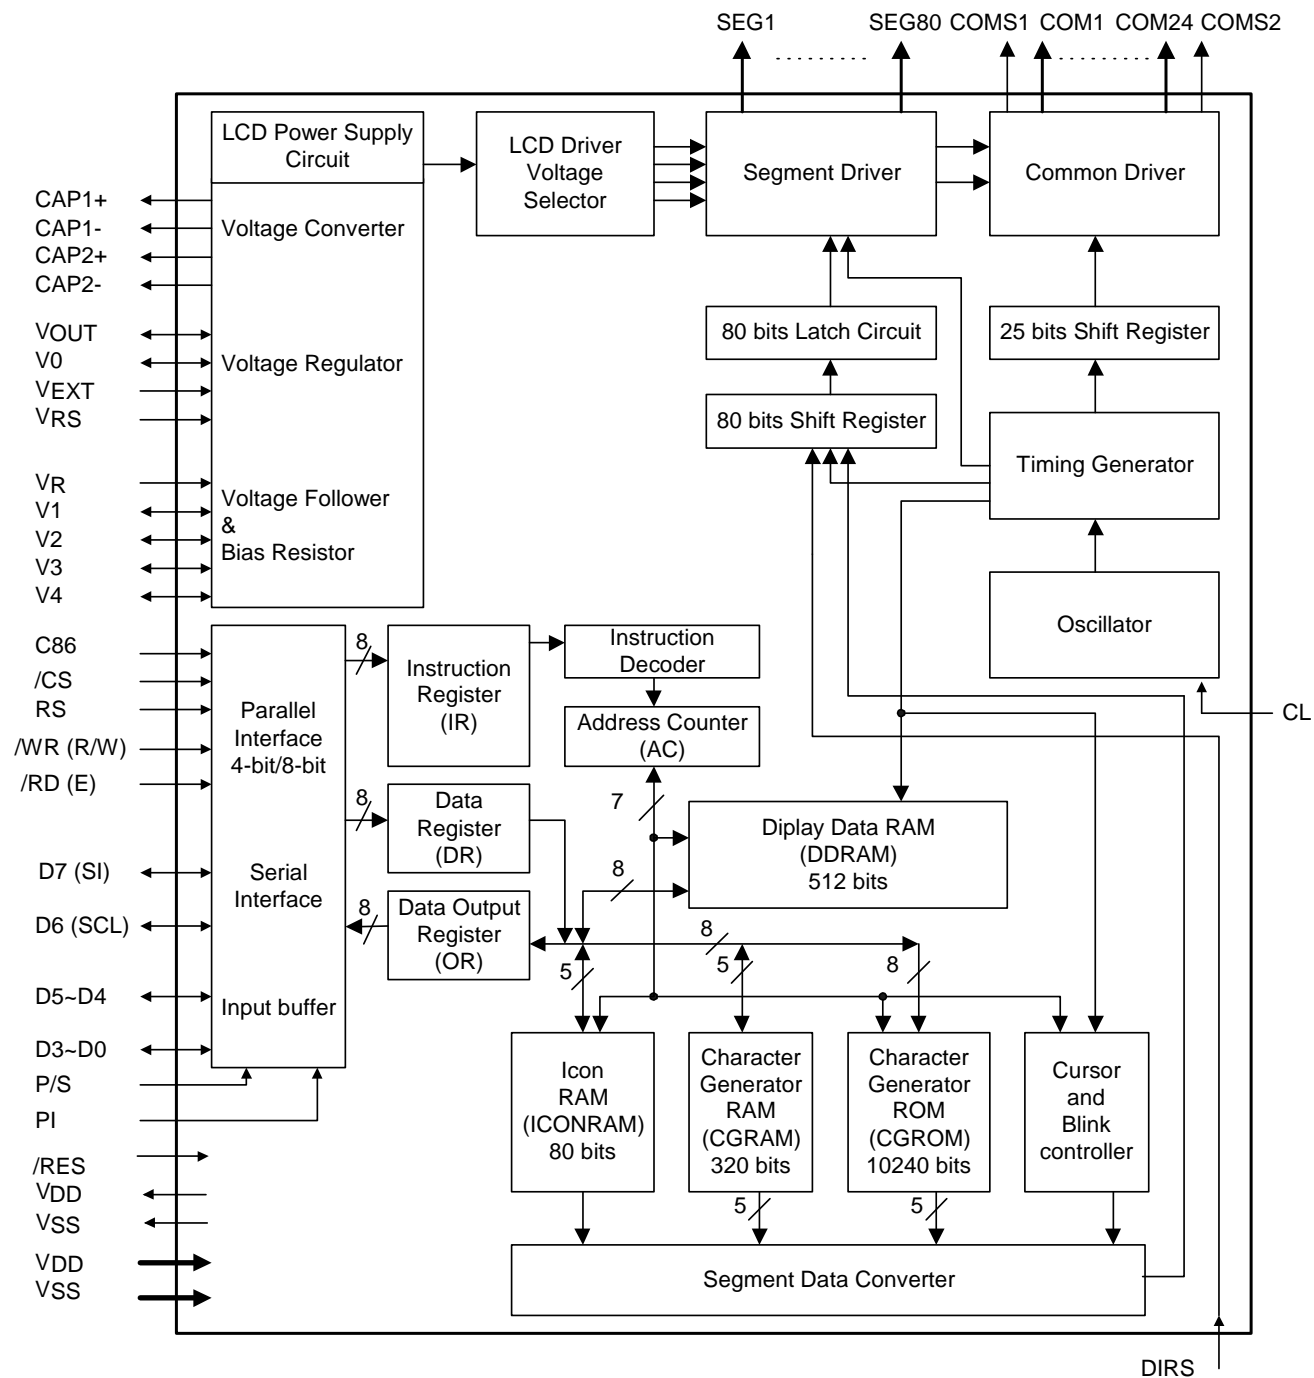 SEG1
SEG80
COMS1
COM1
COM24
COMS2
LCD Power Supply
Circuit
LCD Driver
Voltage
Selector
Segment Driver
Common Driver
CAP1+
CAP1-
CAP2+
CAP2-
Voltage Converter
VOUT
V0
VEXT
VRS
Voltage Regulator
80 bits Latch Circuit
25 bits Shift Register
80 bits Shift Register
Timing Generator
VR
V1
V2
V3
V4
Voltage Follower
&
Bias Resistor
Oscillator
CL
C86
/CS
RS
/WR (R/W)
/RD (E)
D7 (SI)
D6 (SCL)
D5~D4
D3~D0
P/S
PI
/RES
VDD
VSS
VDD
VSS
Parallel
Interface
4-bit/8-bit
Serial
Interface
Input buffer
8
Instruction
Register
(IR)
Instruction
Decoder
Address Counter
(AC)
7
8
Data
Register
(DR)
8
Data Output
Register
(OR)
Diplay Data RAM
(DDRAM)
512 bits
8
8
5
5
8
Icon
RAM
(ICONRAM)
80 bits
Character
Generator
RAM
(CGRAM)
320 bits
Character
Generator
ROM
(CGROM)
10240 bits
Cursor
and
Blink
controller
5
5
Segment Data Converter
DIRS